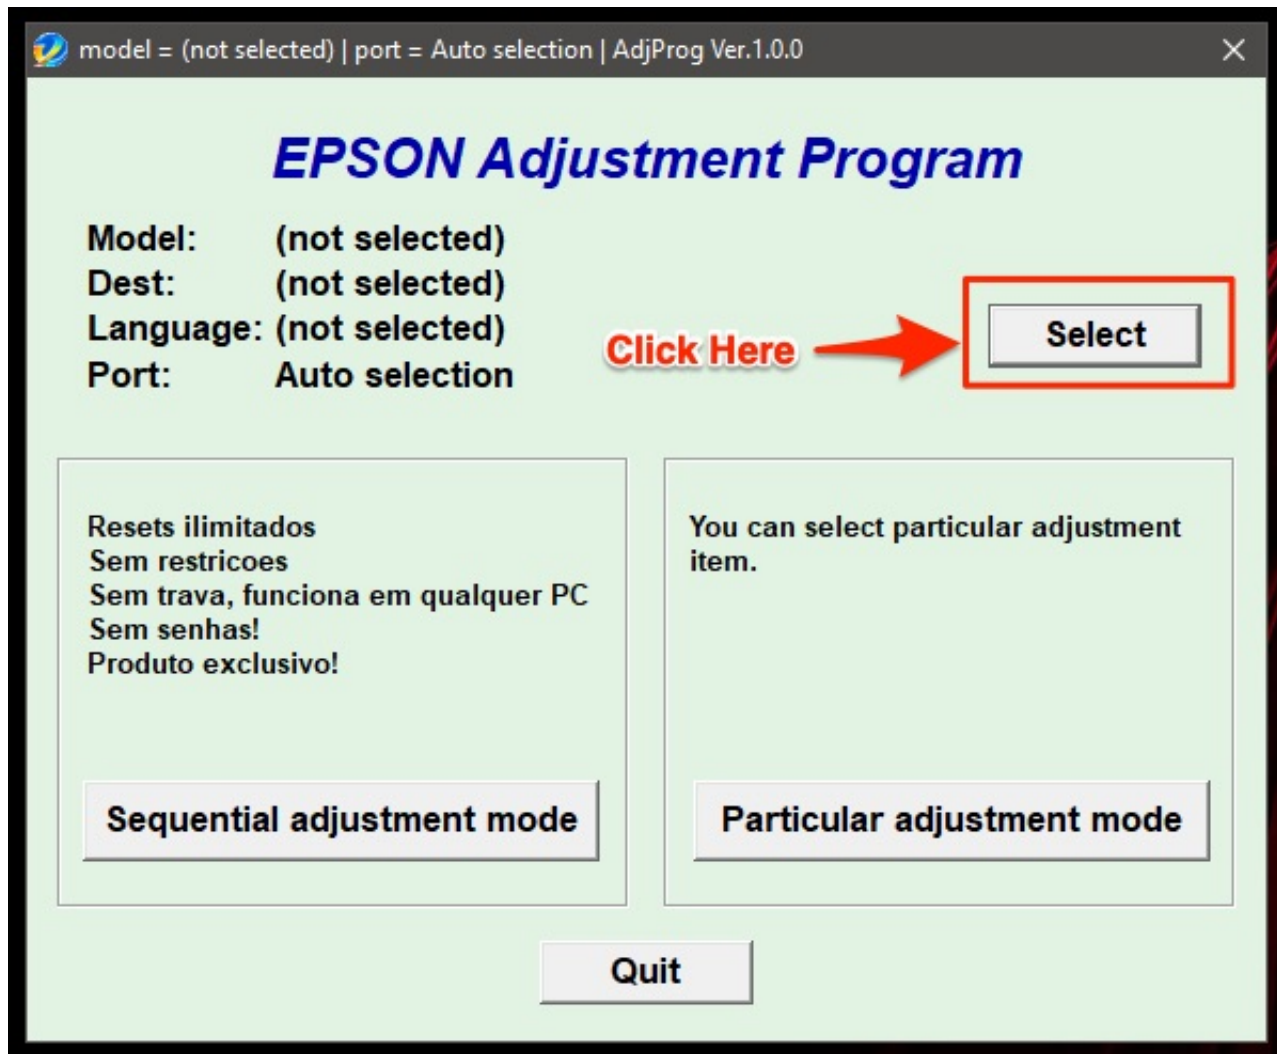 model = (not selected) | port = Auto selection | AdjProg Ver.1.0.0
EPSON Adjustment Program
Model: (not selected)
Dest: (not selected)
Language: (not selected)
Port: Auto selection
Click Here
Select
Resets ilimitados
Sem restricoes
Sem trava, funciona em qualquer PC
Sem senhas!
Produto exclusivo!
Sequential adjustment mode
You can select particular adjustment
item.
Particular adjustment mode
Quit